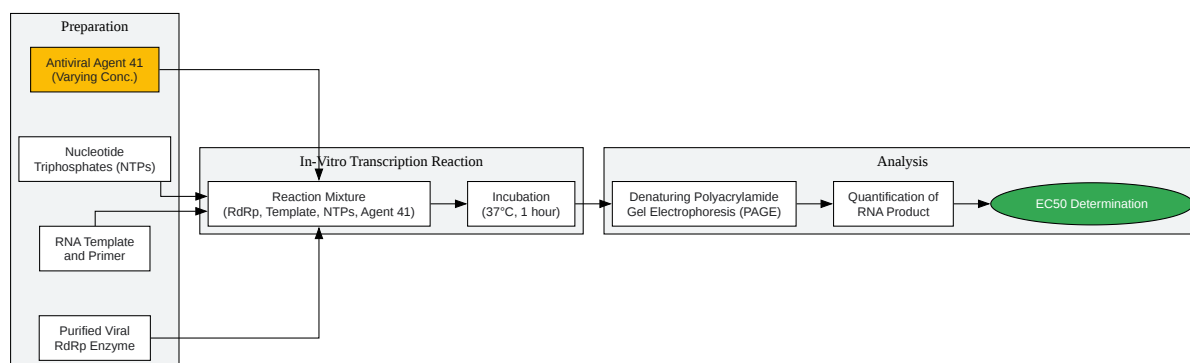 Preparation
Antiviral Agent 41
(Varying Conc.)
Nucleotide
Triphosphates (NTPs)
RNA Template
and Primer
Purified Viral
RdRp Enzyme
In-Vitro Transcription Reaction
Reaction Mixture
(RdRp, Template, NTPs, Agent 41)
Incubation
(37°C, 1 hour)
Analysis
Denaturing Polyacrylamide
Gel Electrophoresis (PAGE)
Quantification of
RNA Product
EC50 Determination